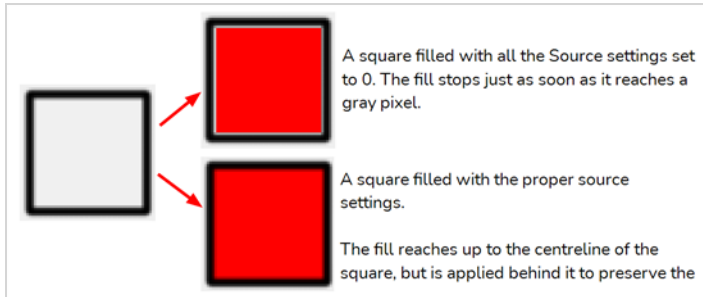 A square filled with all the Source settings set
to 0. The fill stops just as soon as it reaches a
gray pixel.
A square filled with the proper source
settings.
The fill reaches up to the centreline of the
square, but is applied behind it to preserve the